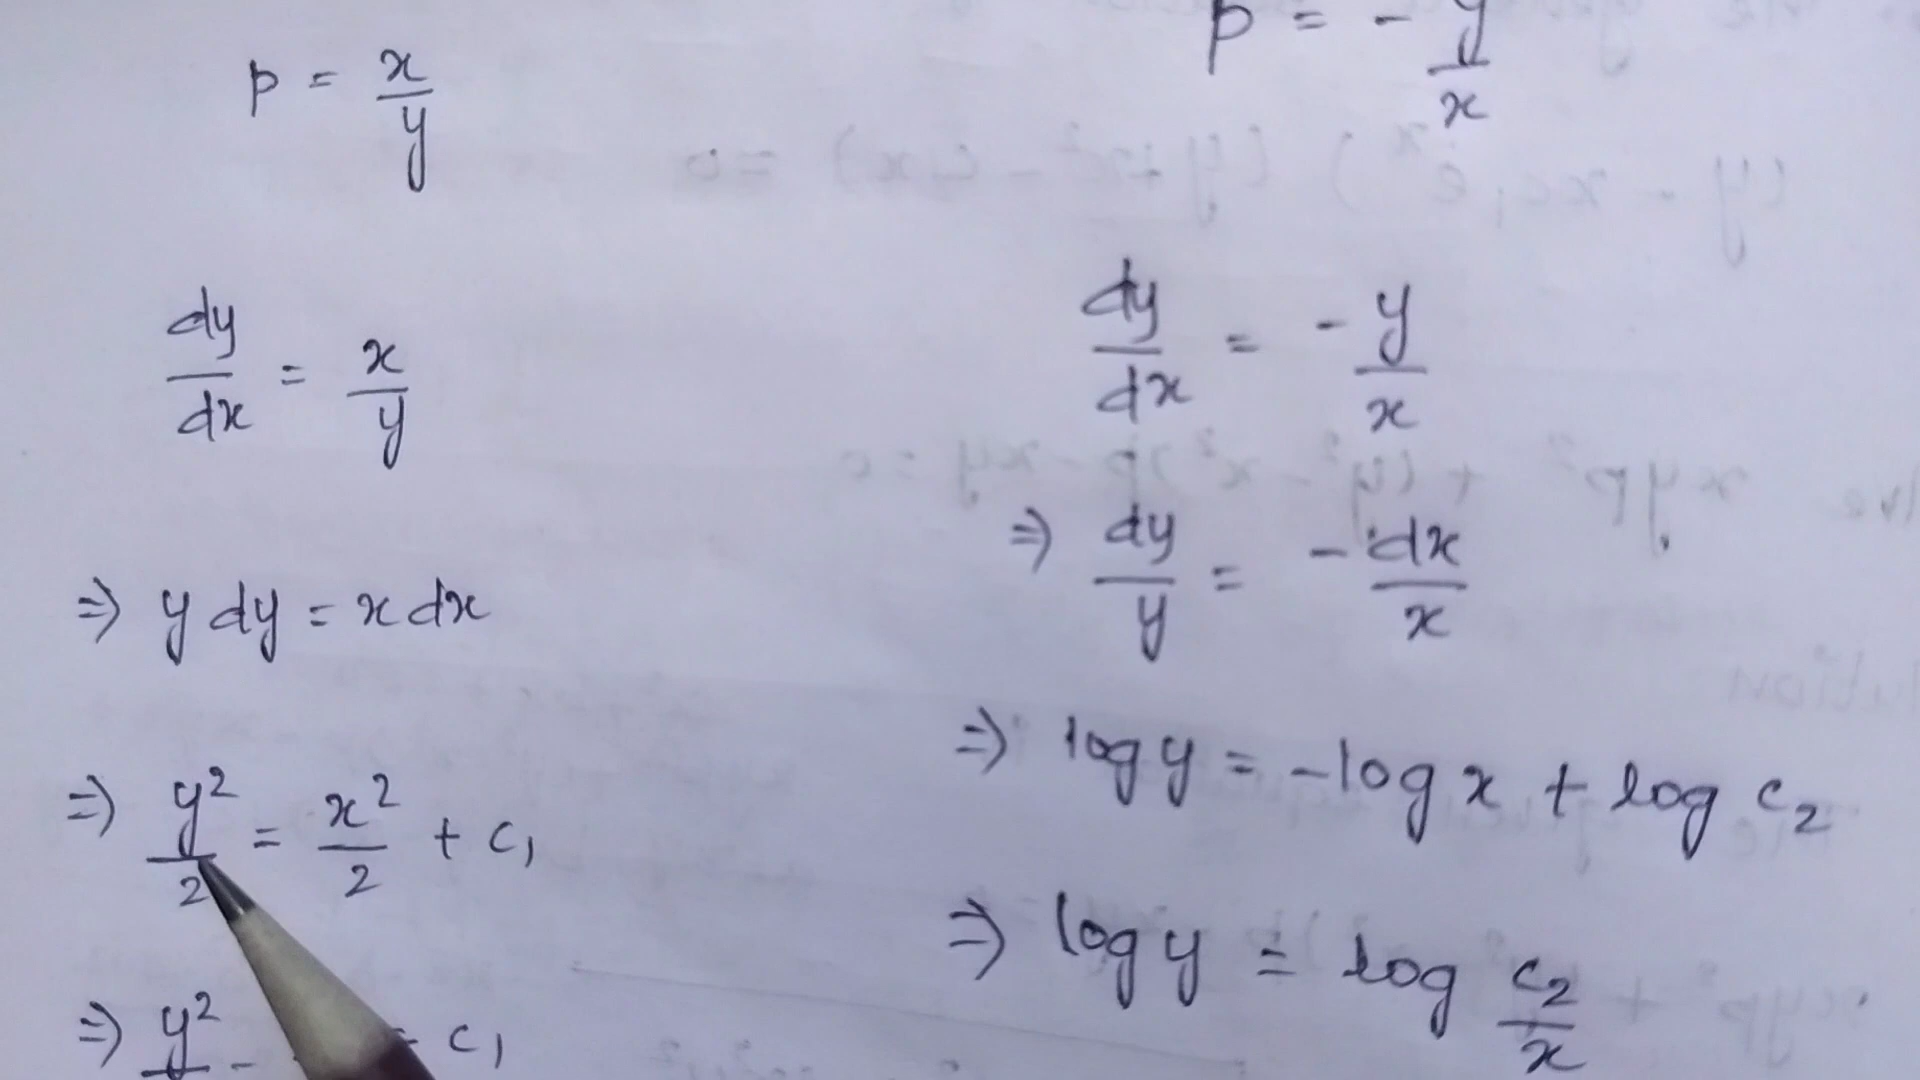 p = x/y
dy/dx = x/y
⇒ y dy = x dx
⇒ y²/2 = x²/2 + c₁
⇒ y² - = c₁
p = - y/x
dy/dx = - y/x
⇒ dy/y = - dx/x
⇒ log y = -log x + log c₂
⇒ log y = log c₂/x